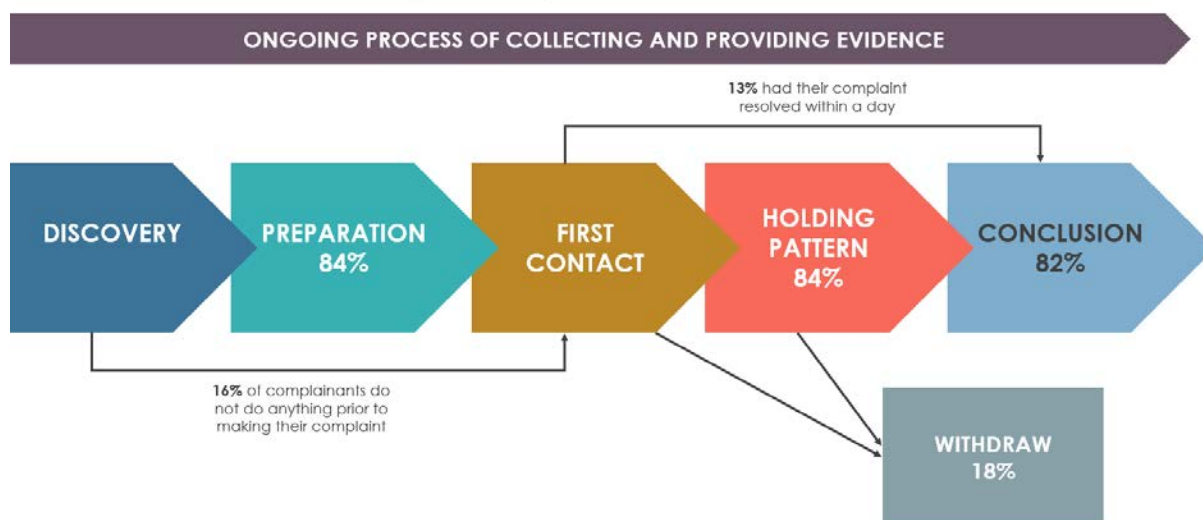 ONGOING PROCESS OF COLLECTING AND PROVIDING EVIDENCE
13% had their complaint
resolved within a day
DISCOVERY
PREPARATION
84%
FIRST
CONTACT
HOLDING
PATTERN
84%
CONCLUSION
82%
16% of complainants do
not do anything prior to
making their complaint
WITHDRAW
18%